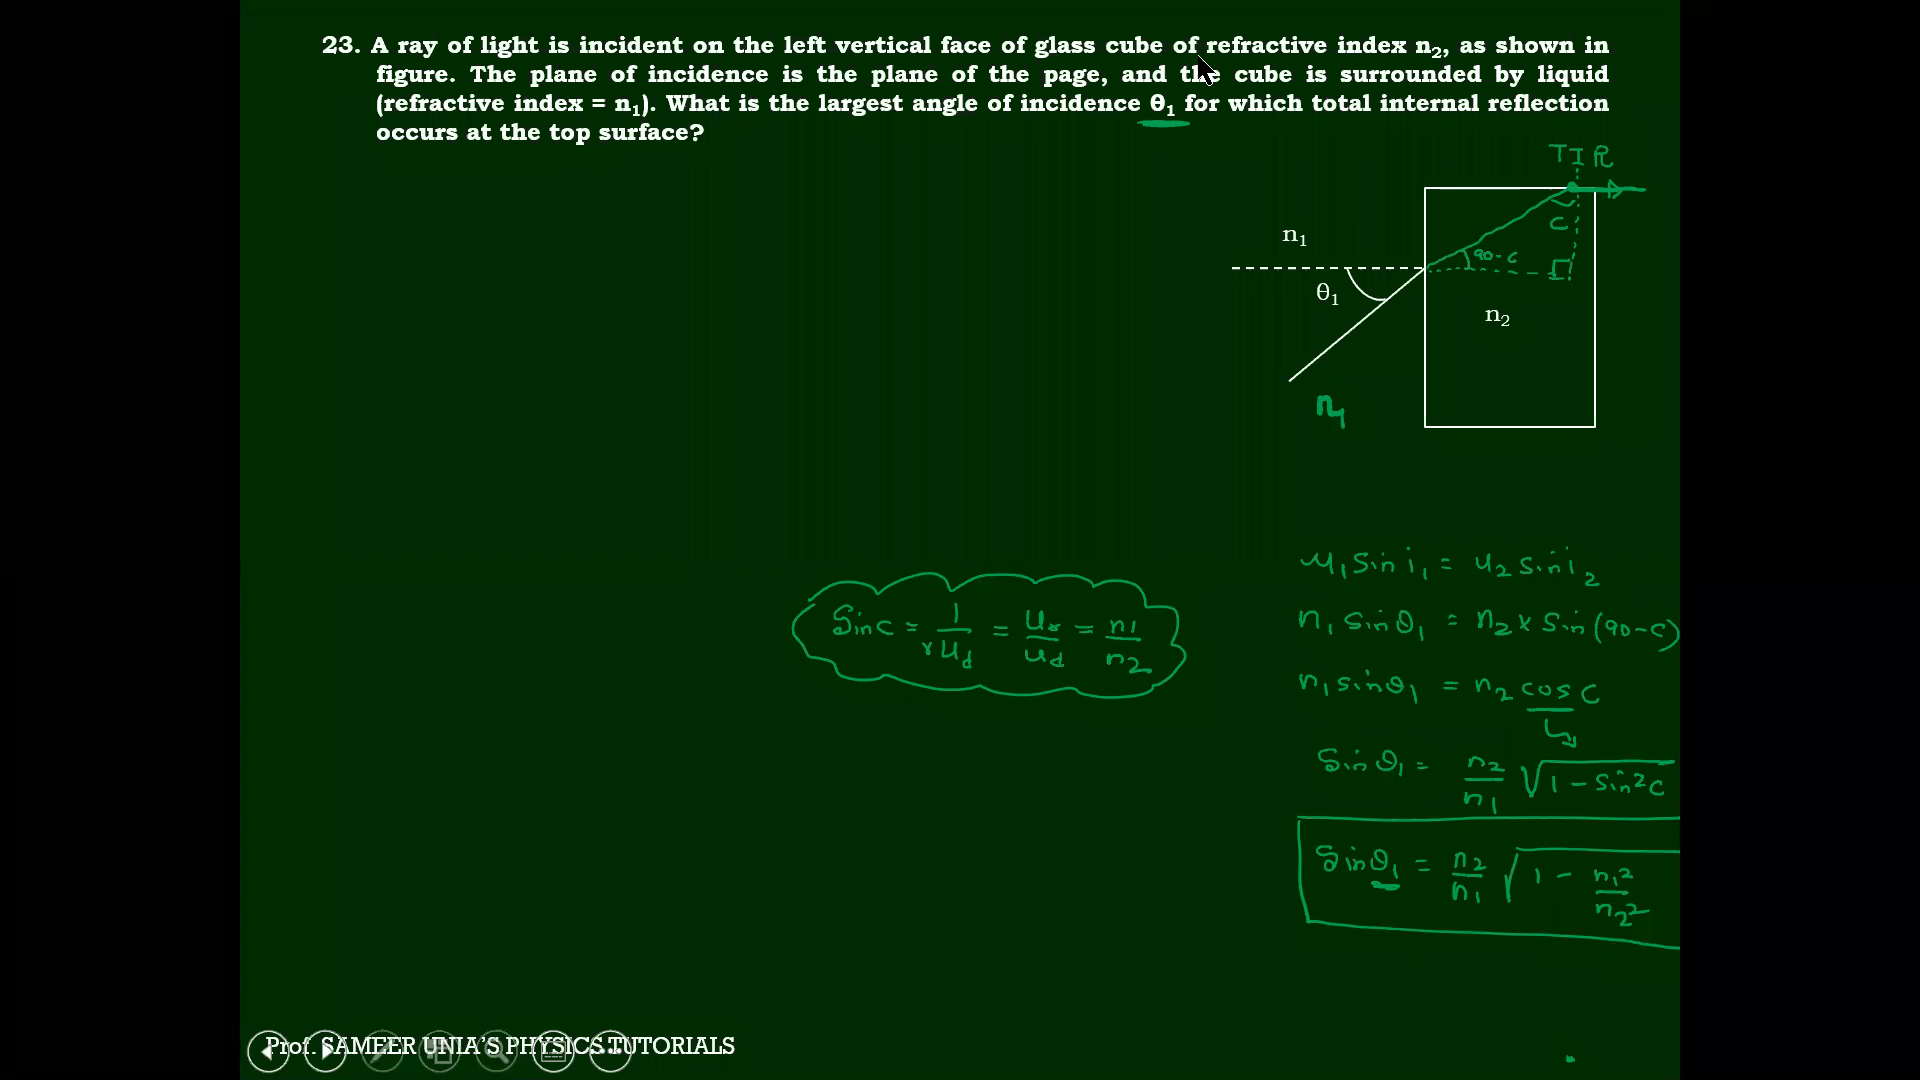 23. A ray of light is incident on the left vertical face of glass cube of refractive index n₂, as shown in
figure. The plane of incidence is the plane of the page, and the cube is surrounded by liquid
(refractive index = n₁). What is the largest angle of incidence θ₁ for which total internal reflection
occurs at the top surface?
TIR
C
n₁
90-C
θ₁
n₂
n₁
μ₁ sin i₁ = μ₂ sin i₂
sin C = 1/rμd = μr/μd = n₁/n₂
n₁ sin θ₁ = n₂ x sin (90-C)
n₁ sin θ₁ = n₂ cos C
sin θ₁ = n₂/n₁ √(1 - sin²C)
sin θ₁ = n₂/n₁ √(1 - n₁²/n₂²)
Prof. SAMEER UNIA'S PHYSICS TUTORIALS